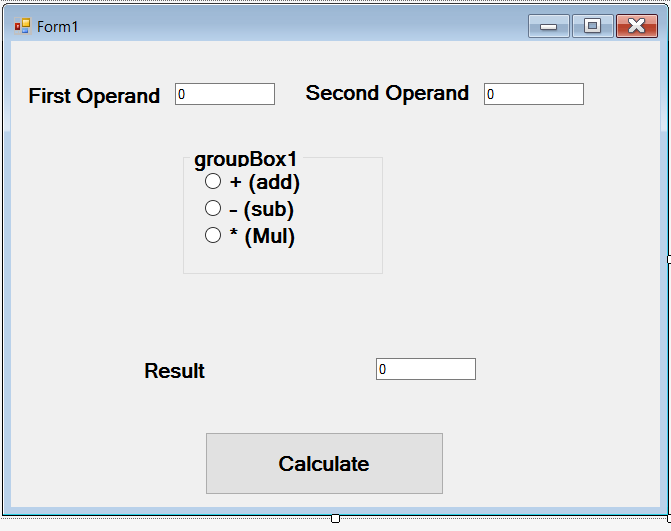 Form1
First Operand 0 Second Operand 0
groupBox1
+ (add)
- (sub)
* (Mul)
Result 0
Calculate